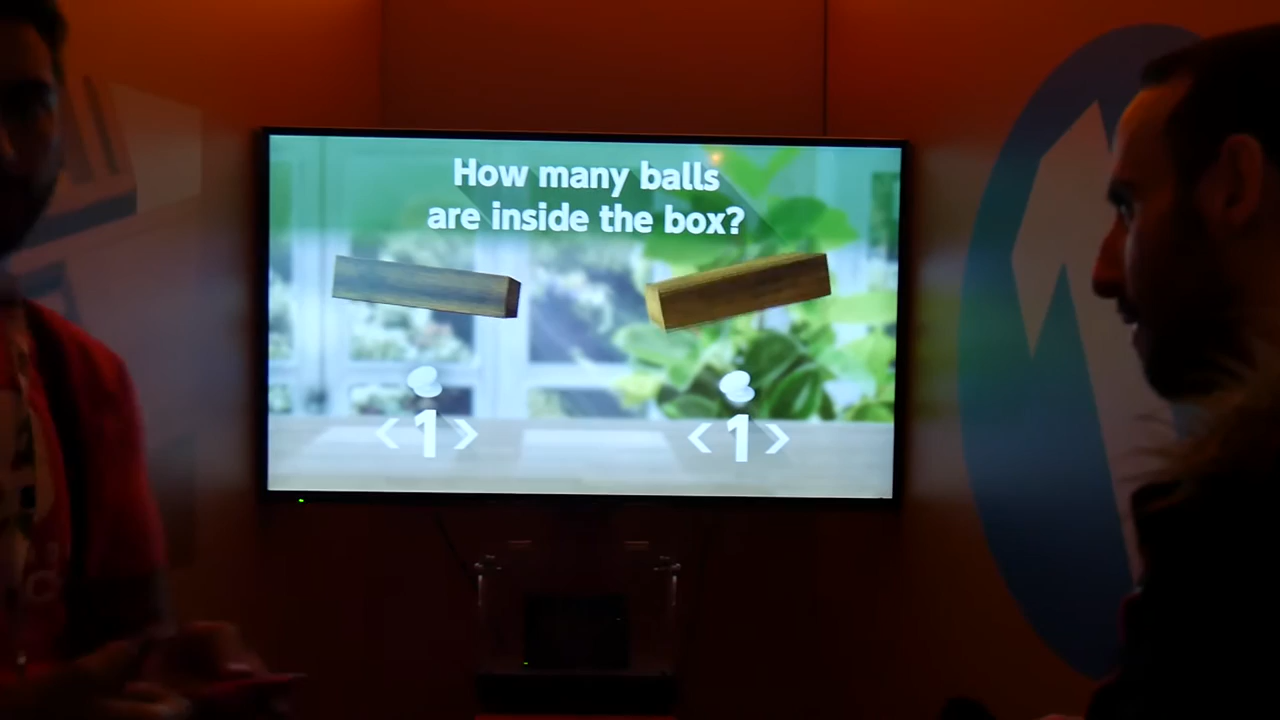 How many balls
are inside the box?
< 1 > < 1 >